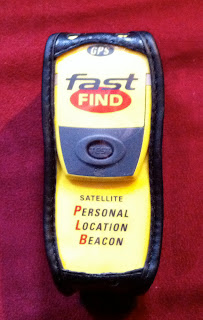 GPS
fast
FIND
SATELLITE
PERSONAL
LOCATION
BEACON